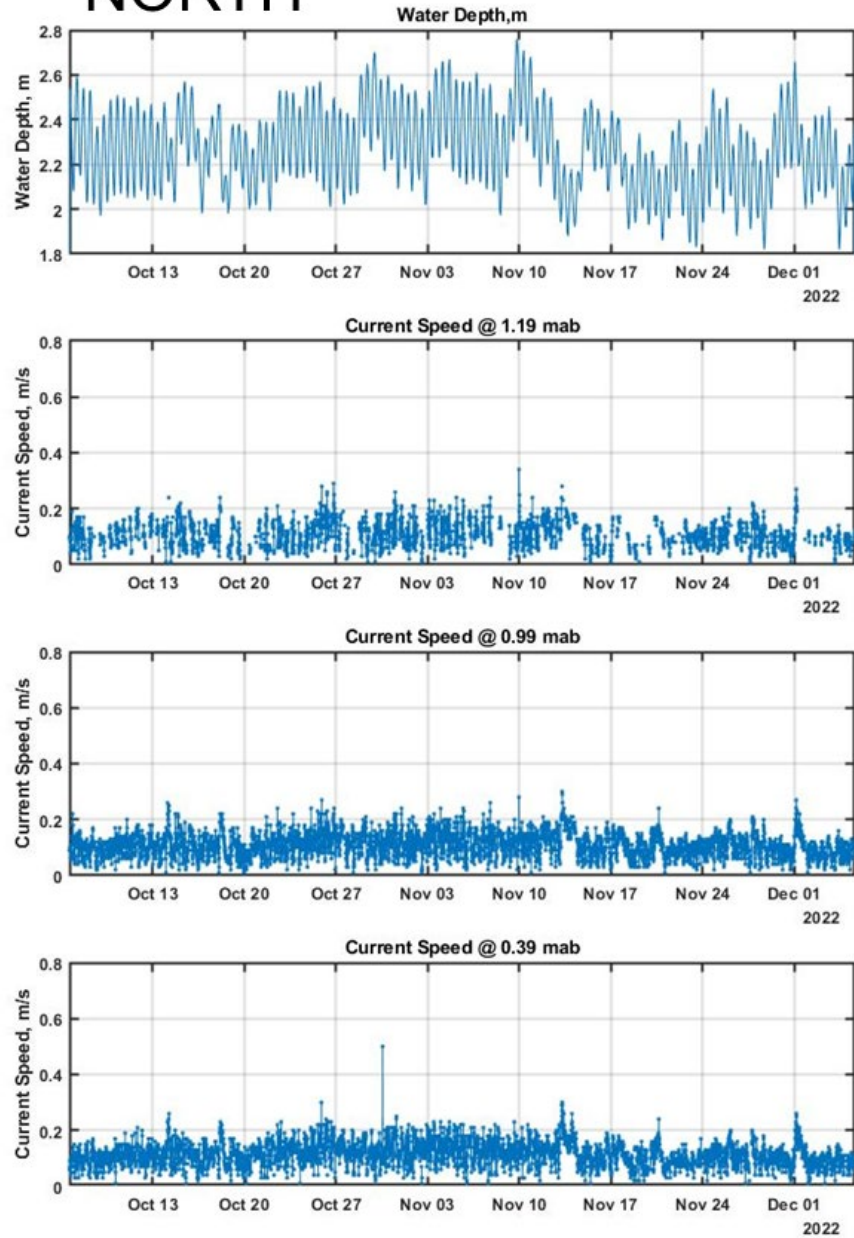 NORTH
Water Depth,m
Water Depth, m
2.8
2.6
2.4
2.2
2
1.8
Oct 13 Oct 20 Oct 27 Nov 03 Nov 10 Nov 17 Nov 24 Dec 01
2022
Current Speed @ 1.19 mab
Current Speed, m/s
0.8
0.6
0.4
0.2
0
Oct 13 Oct 20 Oct 27 Nov 03 Nov 10 Nov 17 Nov 24 Dec 01
2022
Current Speed @ 0.99 mab
Current Speed, m/s
0.8
0.6
0.4
0.2
0
Oct 13 Oct 20 Oct 27 Nov 03 Nov 10 Nov 17 Nov 24 Dec 01
2022
Current Speed @ 0.39 mab
Current Speed, m/s
0.8
0.6
0.4
0.2
0
Oct 13 Oct 20 Oct 27 Nov 03 Nov 10 Nov 17 Nov 24 Dec 01
2022